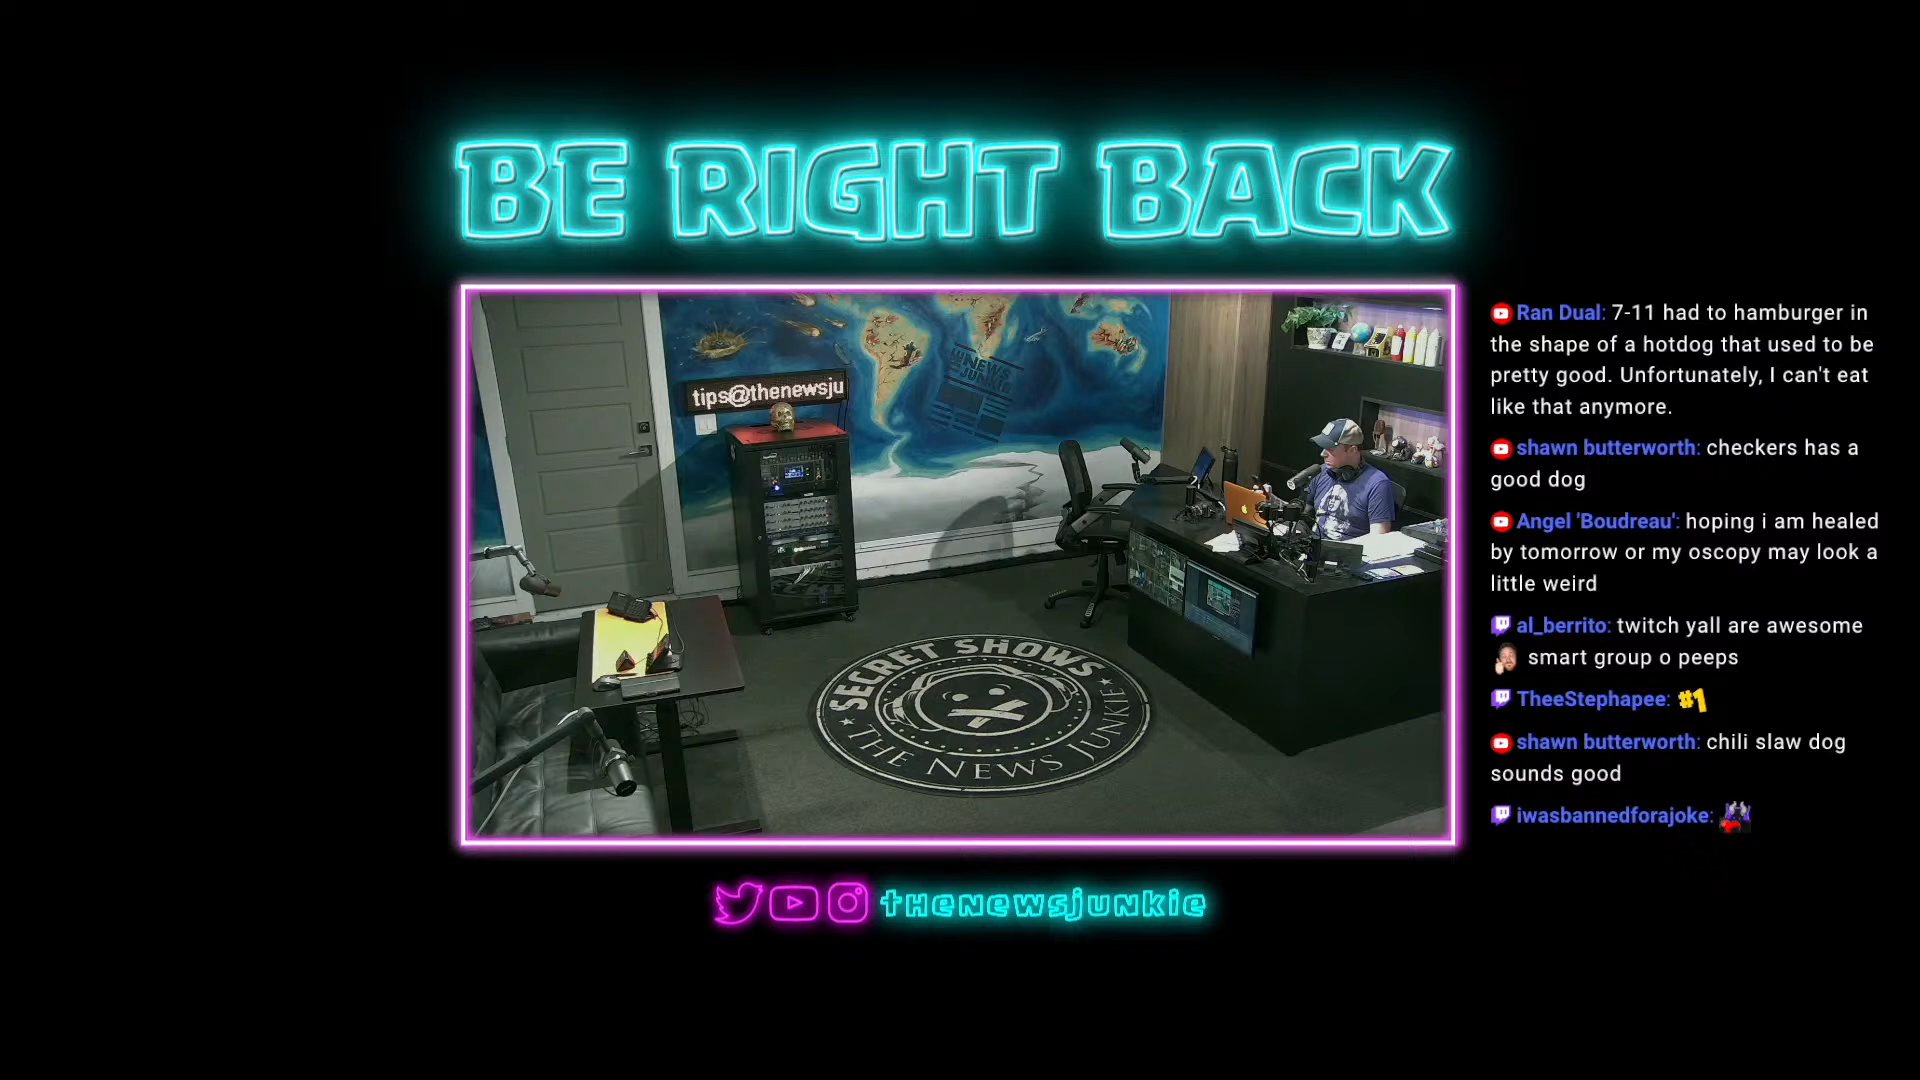 BE RIGHT BACK
tips@thenewsju
THE
NEWS
JUNKIE
SECRET SHOWS
THE NEWS JUNKIE
Ran Dual: 7-11 had to hamburger in
the shape of a hotdog that used to be
pretty good. Unfortunately, I can't eat
like that anymore.
shawn butterworth: checkers has a
good dog
Angel 'Boudreau': hoping i am healed
by tomorrow or my oscopy may look a
little weird
al_berrito: twitch yall are awesome
smart group o peeps
TheeStephapee: #1
shawn butterworth: chili slaw dog
sounds good
iwasbannedforajoke:
thenewsjunkie